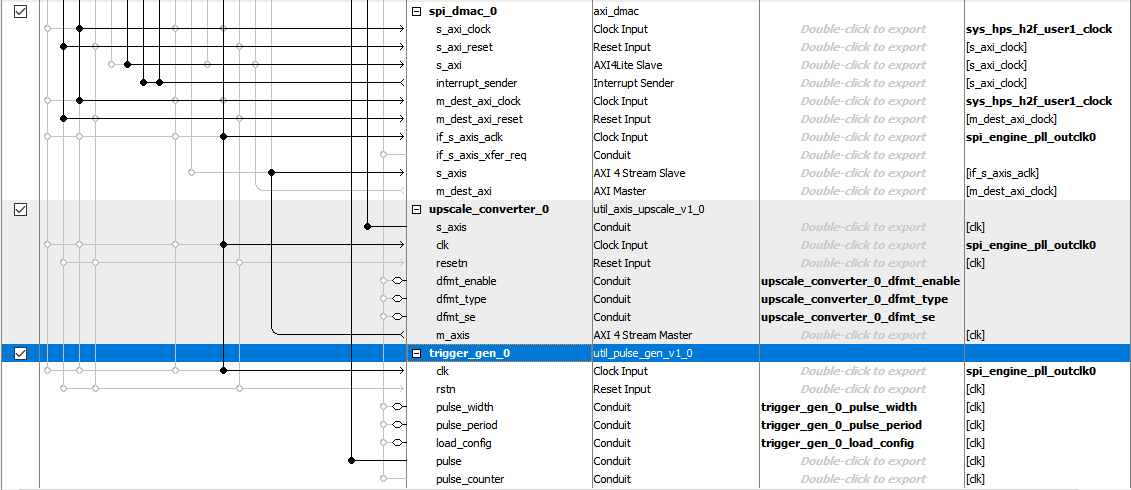 spi_dmac_0 axi_dmac
s_axi_clock Clock Input Double-click to export sys_hps_h2f_user1_clock
s_axi_reset Reset Input Double-click to export [s_axi_clock]
s_axi AXI4Lite Slave Double-click to export [s_axi_clock]
interrupt_sender Interrupt Sender Double-click to export [s_axi_clock]
m_dest_axi_clock Clock Input Double-click to export sys_hps_h2f_user1_clock
m_dest_axi_reset Reset Input Double-click to export [m_dest_axi_clock]
if_s_axis_aclk Clock Input Double-click to export spi_engine_pll_outclk0
if_s_axis_xfer_req Conduit Double-click to export
s_axis AXI 4 Stream Slave Double-click to export [if_s_axis_aclk]
m_dest_axi AXI Master Double-click to export [m_dest_axi_clock]
upscale_converter_0 util_axis_upscale_v1_0
s_axis Conduit Double-click to export [clk]
clk Clock Input Double-click to export spi_engine_pll_outclk0
resetn Reset Input Double-click to export [clk]
dfmt_enable Conduit upscale_converter_0_dfmt_enable
dfmt_type Conduit upscale_converter_0_dfmt_type
dfmt_se Conduit upscale_converter_0_dfmt_se
m_axis AXI 4 Stream Master Double-click to export [clk]
trigger_gen_0 util_pulse_gen_v1_0
clk Clock Input Double-click to export spi_engine_pll_outclk0
rstn Reset Input Double-click to export [clk]
pulse_width Conduit trigger_gen_0_pulse_width [clk]
pulse_period Conduit trigger_gen_0_pulse_period [clk]
load_config Conduit trigger_gen_0_load_config [clk]
pulse Conduit Double-click to export [clk]
pulse_counter Conduit Double-click to export [clk]